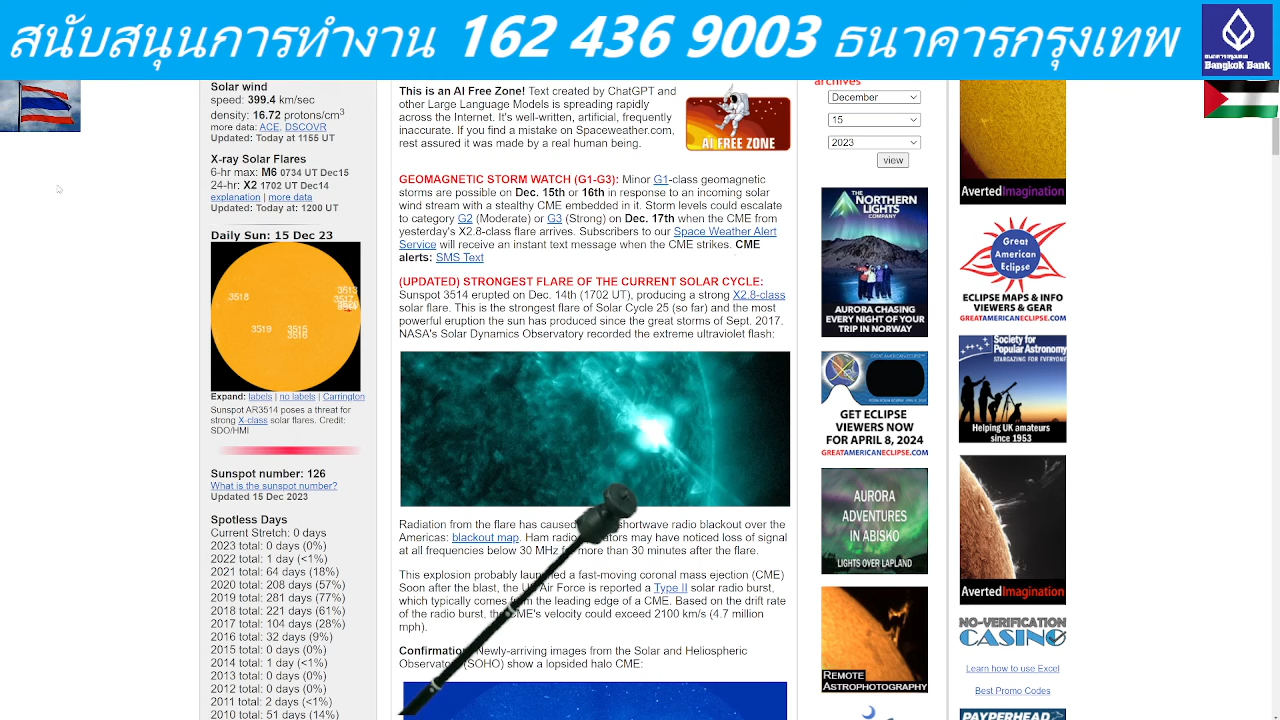 สนับสนุนการทำงาน 162 436 9003 ธนาคารกรุงเทพ
Bangkok Bank
Solar wind
speed: 399.4 km/sec
density: 16.72 protons/cm3
more data: ACE, DSCOVR
Updated: Today at 1155 UT
X-ray Solar Flares
6-hr max: M6 0734 UT Dec15
24-hr: X2 1702 UT Dec14
explanation | more data
Updated: Today at: 1200 UT
Daily Sun: 15 Dec 23
3518
3513
3517
3519
3515
3516
Expand: labels | no labels | Carrington
Sunspot AR3514 poses a threat for
strong X-class solar flares. Credit:
SDO/HMI
Sunspot number: 126
What is the sunspot number?
Updated 15 Dec 2023
Spotless Days
Current Stretch: 0 days
2023 total: 0 days (0%)
2022 total: 1 day (<1%)
2021 total: 64 days (18%)
2020 total: 208 days (57%)
2019 total: 281 days (77%)
2018 total: 221 days (61%)
2017 total: 104 days (28%)
2016 total: 32 days (9%)
2015 total: 0 days (0%)
2014 total: 1 day (<1%)
2013 total: 0 days (0%)
2012 total: 0 days (0%)
2011 total: 2 days (<1%)
2010 total: 51 days (14%)
This is an AI Free Zone! Text created by ChatGPT and
other Large Language Models is spreading rapidly
across the Internet. It's well-written, artificial, frequently
inaccurate. If you find a mistake on Spaceweather.com,
rest assured it was made by a real human being.
AI FREE ZONE
GEOMAGNETIC STORM WATCH (G1-G3): Minor G1-class geomagnetic
storms are possible on Dec. 15th or 16th in response to an incoming solar
wind stream with a stealthy CME embedded in it. Storm levels could escalate
to category G2 (Moderate) or G3 (Strong) on Dec. 17th when the CME from
yesterday's X2.8-class flare arrives. Subscribers to our Space Weather Alert
Service will receive an instant text message when the CME strikes. CME
alerts: SMS Text
(UPDATED) STRONGEST FLARE OF THE CURRENT SOLAR CYCLE:
Sunspot 3514 erupted on Dec. 14th (1702 UT), producing a strong X2.8-class
solar flare. This is the strongest flare of Solar Cycle 25 (so far) and the most
powerful eruption the sun has produced since the great storms of Sept. 2017.
NASA's Solar Dynamics Observatory recorded the extreme ultraviolet flash:
Radiation from the flare has caused shortwave radio blackout over the
Americas: blackout map. Ham radio ators may have noticed loss of signal
at all frequencies below 30 MHz for more than 30 minutes after the flare.
This explosion probably launched a fast-moving coronal mass ejection (CME)
Soon after the blast, the US Air Force is reported a Type II solar radio burst,
which typically comes from the leading edge of a CME. Based on the drift rate
of the radio burst, the CME's velocity could exceed 2100 km/s (4.7 million
mph).
Confirmation: Newly-arriving images from the Solar and Heliospheric
Observatory (SOHO) show a lopsided halo CME:
archives
December
15
2023
view
THE
NORTHERN
LIGHTS
COMPANY
AURORA CHASING
EVERY NIGHT OF YOUR
TRIP IN NORWAY
GET ECLIPSE
VIEWERS NOW
FOR APRIL 8, 2024
GREATAMERICANECLIPSE.COM
AURORA
ADVENTURES
IN ABISKO
LIGHTS OVER LAPLAND
REMOTE
ASTROPHOTOGRAPHY
AvertedImagination
Great
American
Eclipse
ECLIPSE MAPS & INFO
VIEWERS & GEAR
GREATAMERICANECLIPSE.COM
Society for
Popular Astronomy
STARGAZING FOR EVERYONE
Helping UK amateurs
since 1953
AvertedImagination
NO-VERIFICATION
CASINO
Learn how to use Excel
Best Promo Codes
PAYPERHEAD